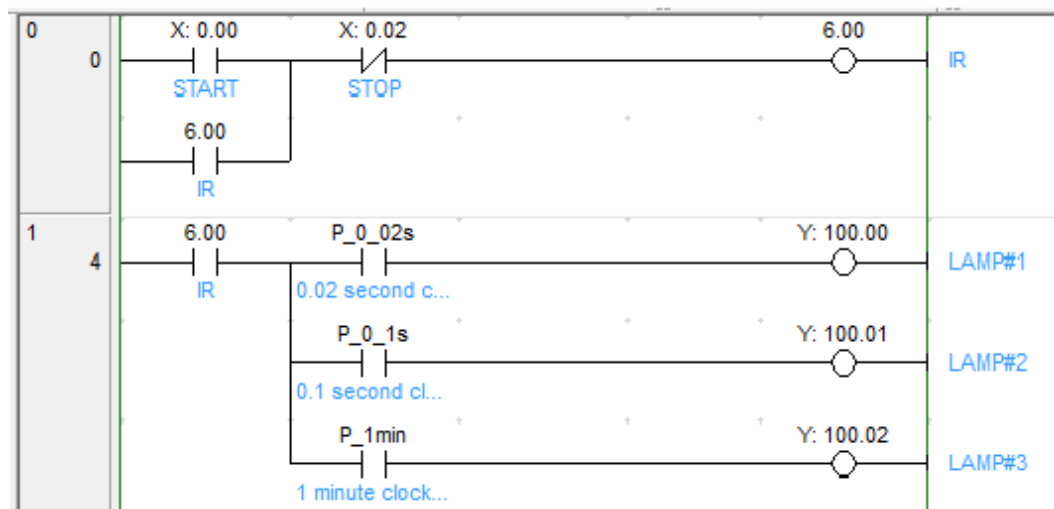 0
X: 0.00 X: 0.02 6.00
0 IR
START STOP
6.00
IR
1
6.00 P_0_02s Y: 100.00
4 LAMP#1
IR 0.02 second c...
P_0_1s Y: 100.01
LAMP#2
0.1 second cl...
P_1min Y: 100.02
LAMP#3
1 minute clock...